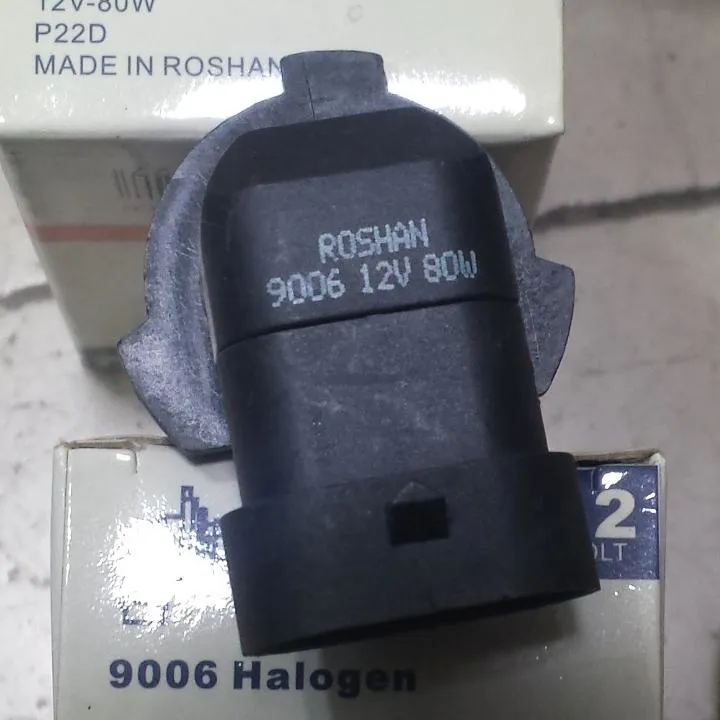 12V-80W
P22D
MADE IN ROSHAN
ROSHAN
9006 12V 80W
2
OLT
9006 Halogen